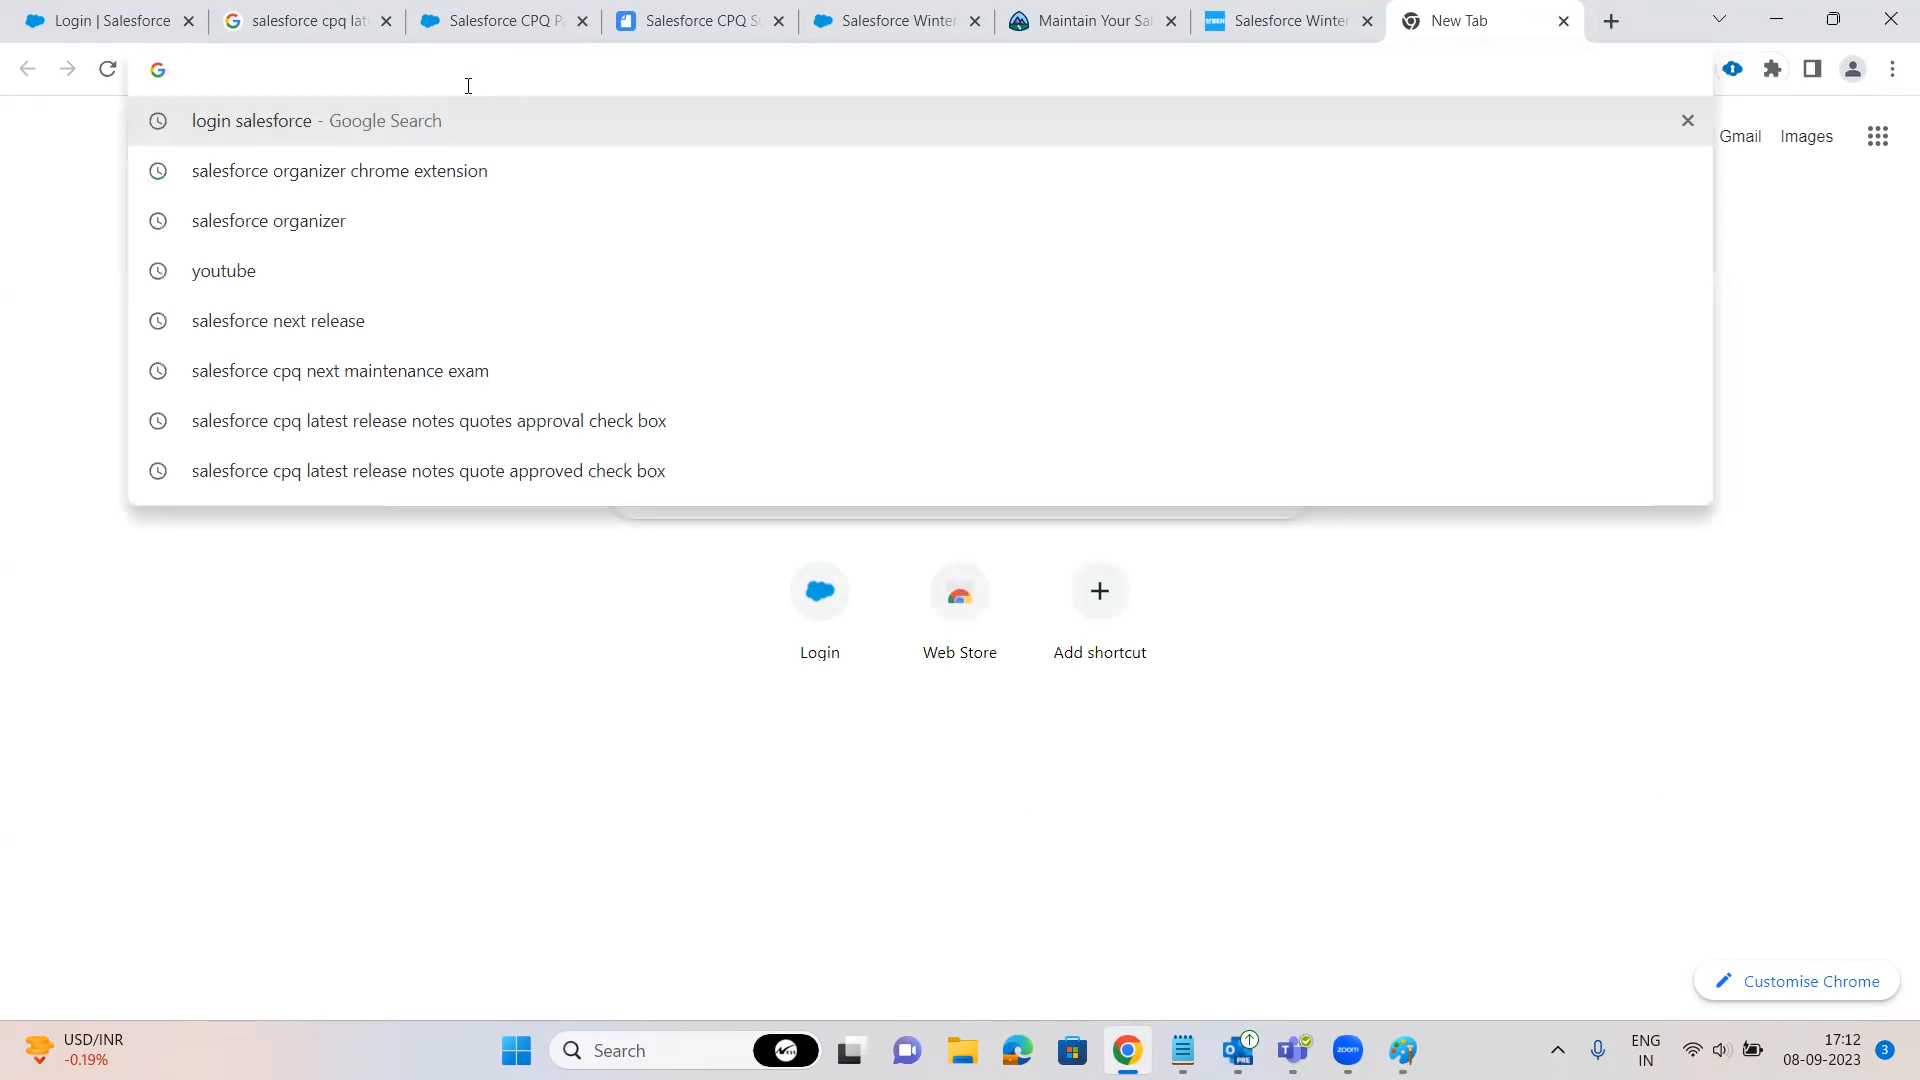 Login | Salesforce
salesforce cpq lat
Salesforce CPQ P
Salesforce CPQ S
Salesforce Winter
Maintain Your Sal
Salesforce Winter
New Tab
login salesforce - Google Search
Gmail Images
salesforce organizer chrome extension
salesforce organizer
youtube
salesforce next release
salesforce cpq next maintenance exam
salesforce cpq latest release notes quotes approval check box
salesforce cpq latest release notes quote approved check box
Login
Web Store
Add shortcut
Customise Chrome
USD/INR
-0.19%
Search
PRE
zoom
ENG
IN
17:12
08-09-2023
3